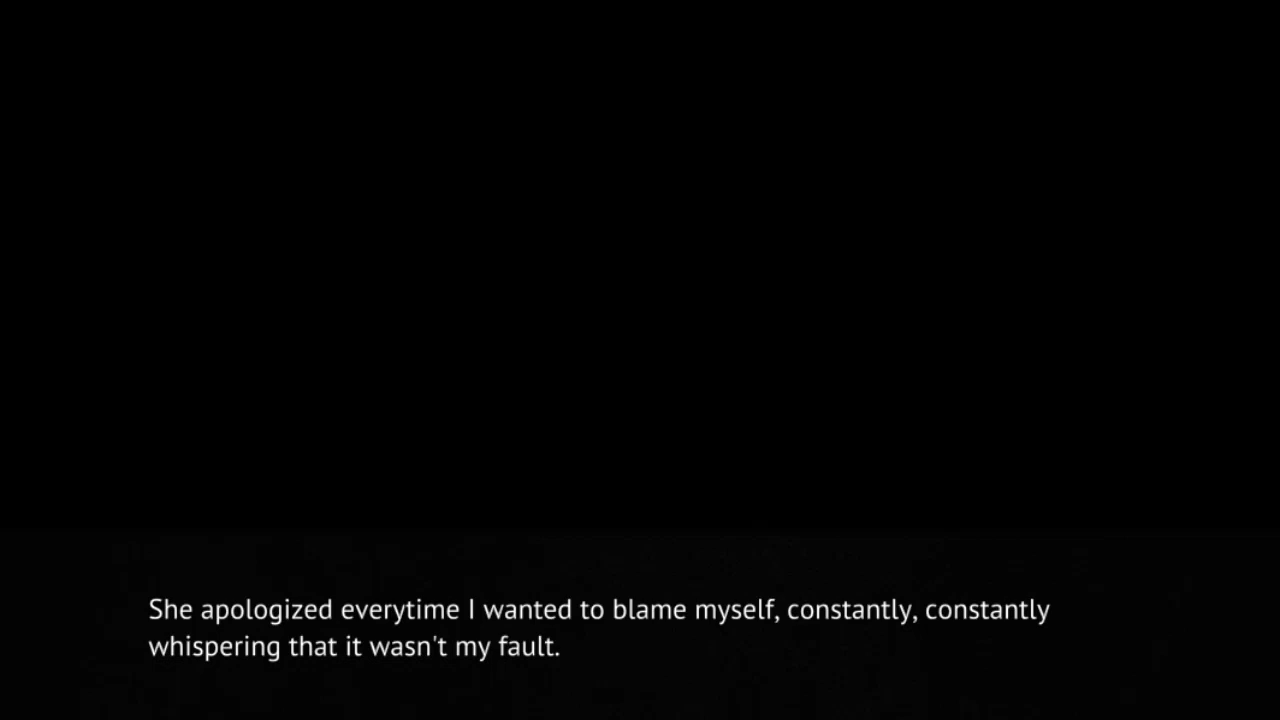 She apologized everytime I wanted to blame myself, constantly, constantly
whispering that it wasn't my fault.